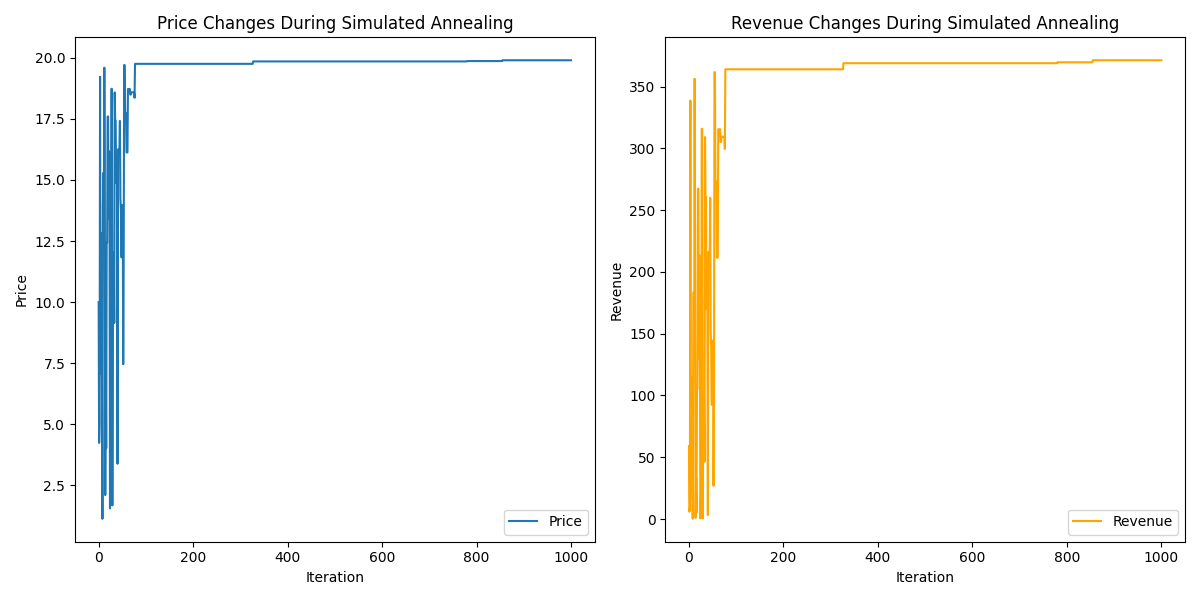 Price Changes During Simulated Annealing
20.0
17.5
15.0
12.5
10.0
7.5
5.0
2.5
Price
0 200 400 600 800 1000
Iteration
Price
Revenue Changes During Simulated Annealing
350
300
250
200
150
100
50
0
Revenue
0 200 400 600 800 1000
Iteration
Revenue